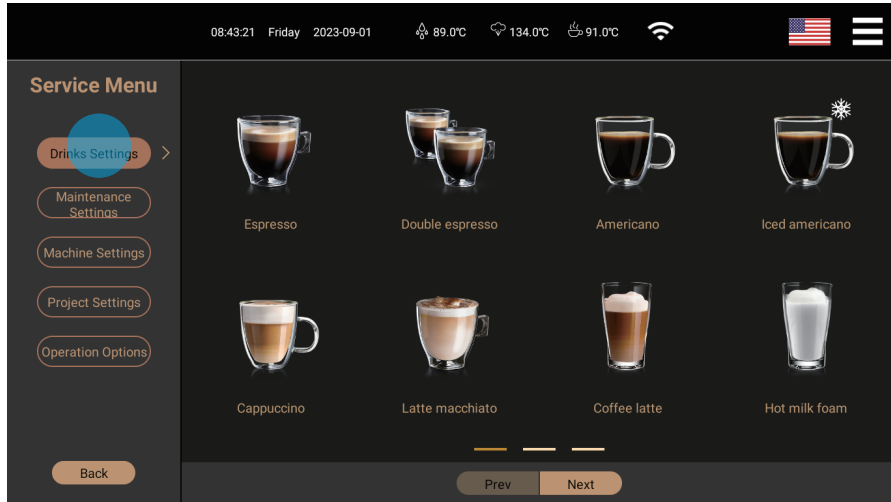 08:43:21 Friday 2023-09-01 89.0℃ 134.0℃ 91.0℃
Service Menu
Drinks Settings
Maintenance
Settings
Machine Settings
Project Settings
Operation Options
Back
Espresso Double espresso Americano Iced americano
Cappuccino Latte macchiato Coffee latte Hot milk foam
Prev Next